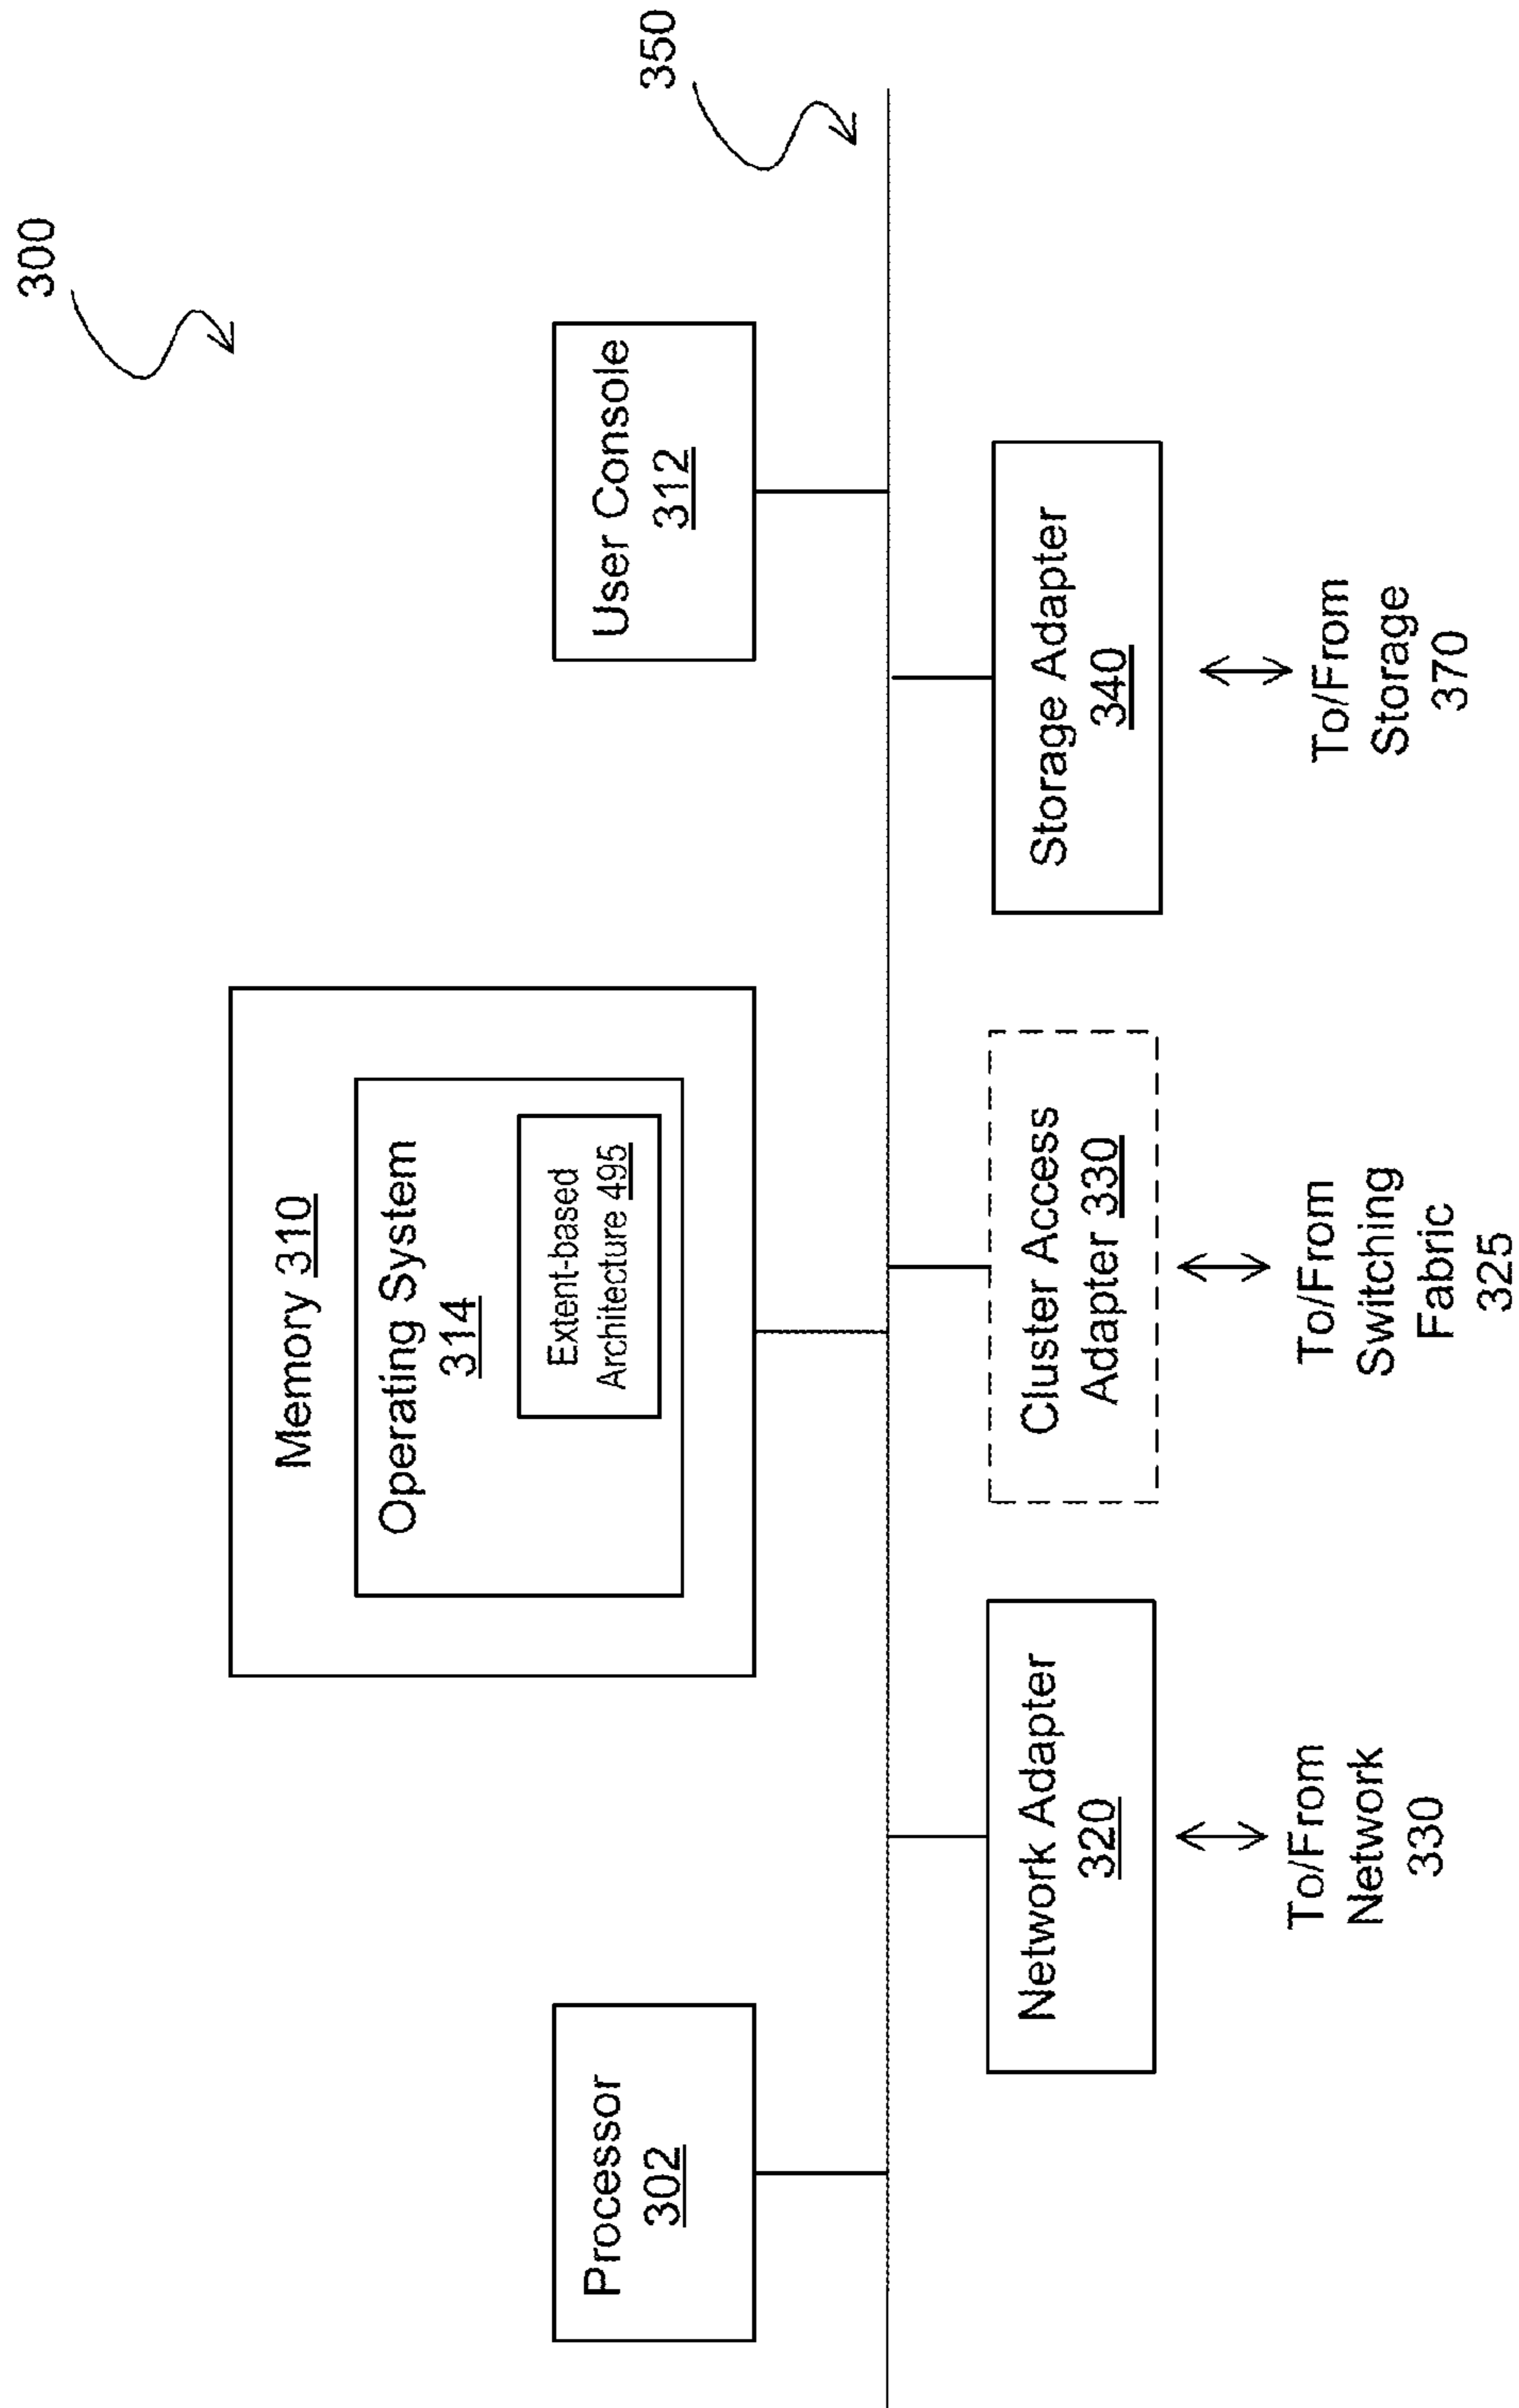 300
350
Memory 310
Operating System
314
Extent-based
Architecture 495
Processor
302
User Console
312
Network Adapter
320
Cluster Access
Adapter 330
Storage Adapter
340
To/From
Network
330
To/From
Switching
Fabric
325
To/From
Storage
370